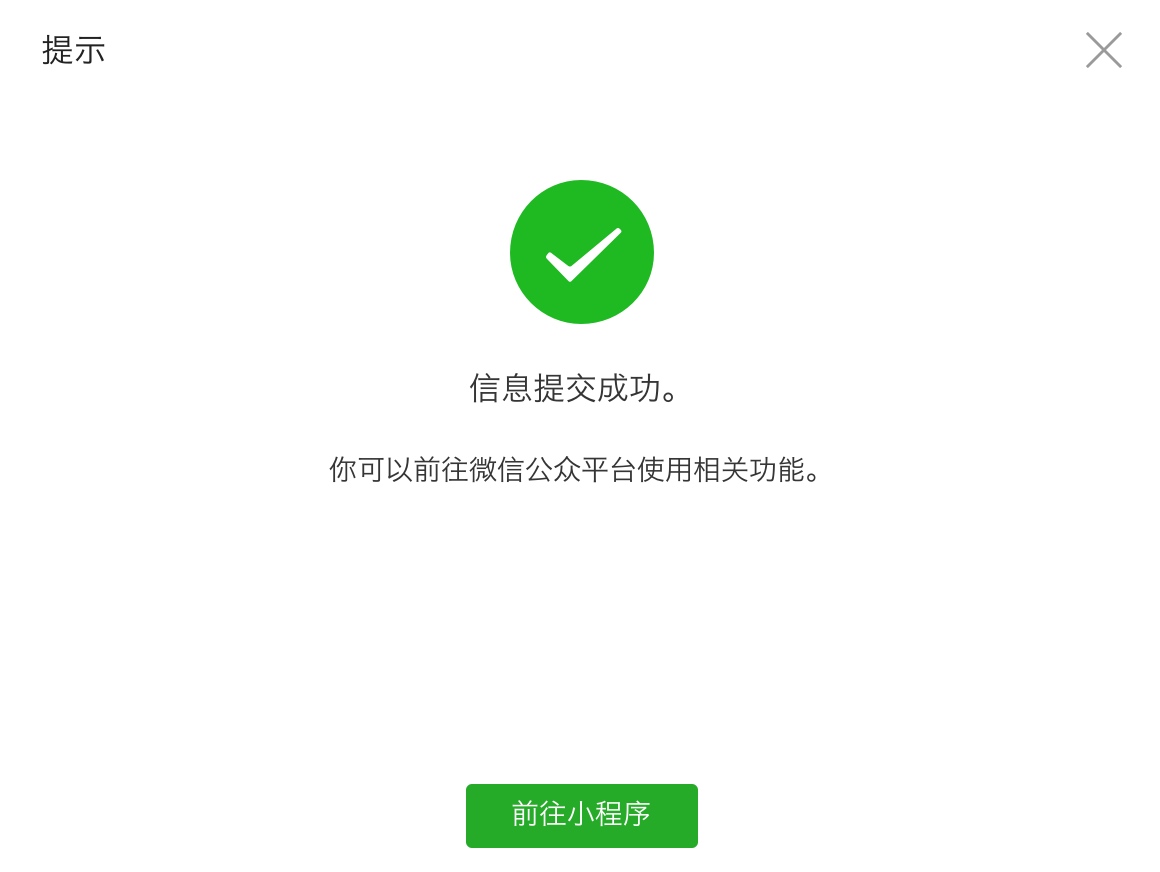 提示
信息提交成功。
你可以前往微信公众平台使用相关功能。
前往小程序